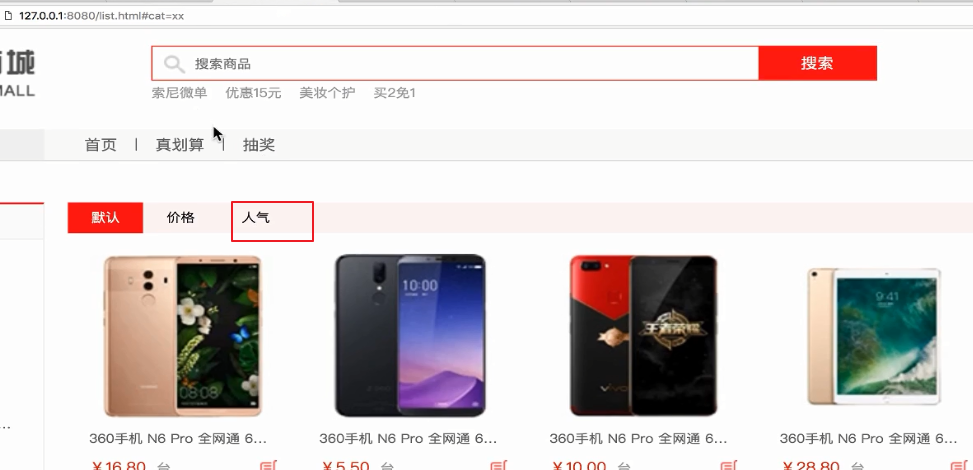 127.0.0.1:8080/list.html#cat=xx
城
MALL
搜索商品
搜索
索尼微单 优惠15元 美妆个护 买2免1
首页 | 真划算 | 抽奖
默认 价格 人气
10:00
9:41
王者荣耀
vivo
08:08
360手机 N6 Pro 全网通 6... 360手机 N6 Pro 全网通 6... 360手机 N6 Pro 全网通 6... 360手机 N6 Pro 全网通 6...
...
￥16.80 ￥5.50 ￥10.00 ￥28.80